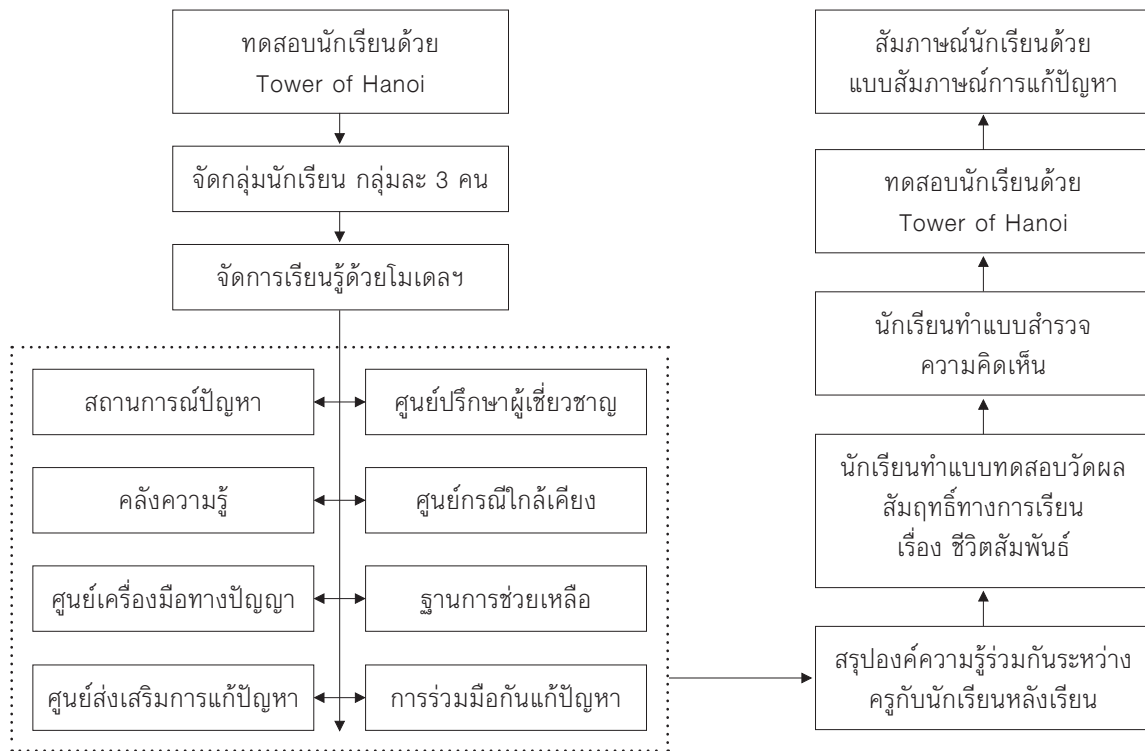 ทดสอบนักเรียนด้วย
Tower of Hanoi
จัดกลุ่มนักเรียน กลุ่มละ 3 คน
จัดการเรียนรู้ด้วยโมเดลฯ
สถานการณ์ปัญหา
ศูนย์ปรึกษาผู้เชี่ยวชาญ
คลังความรู้
ศูนย์กรณีใกล้เคียง
ศูนย์เครื่องมือทางปัญญา
ฐานการช่วยเหลือ
ศูนย์ส่งเสริมการแก้ปัญหา
การร่วมมือกันแก้ปัญหา
สรุปองค์ความรู้ร่วมกันระหว่าง
ครูกับนักเรียนหลังเรียน
นักเรียนทำแบบทดสอบวัดผล
สัมฤทธิ์ทางการเรียน
เรื่อง ชีวิตสัมพันธ์
นักเรียนทำแบบสำรวจ
ความคิดเห็น
ทดสอบนักเรียนด้วย
Tower of Hanoi
สัมภาษณ์นักเรียนด้วย
แบบสัมภาษณ์การแก้ปัญหา